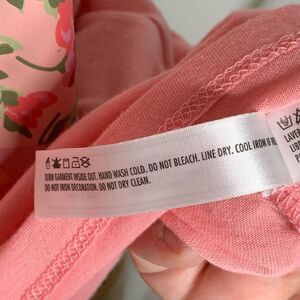 TURN GARMENT INSIDE OUT. HAND WASH COLD. DO NOT BLEACH. LINE DRY. COOL IRON IF
DO NOT IRON DECORATION. DO NOT DRY CLEAN.